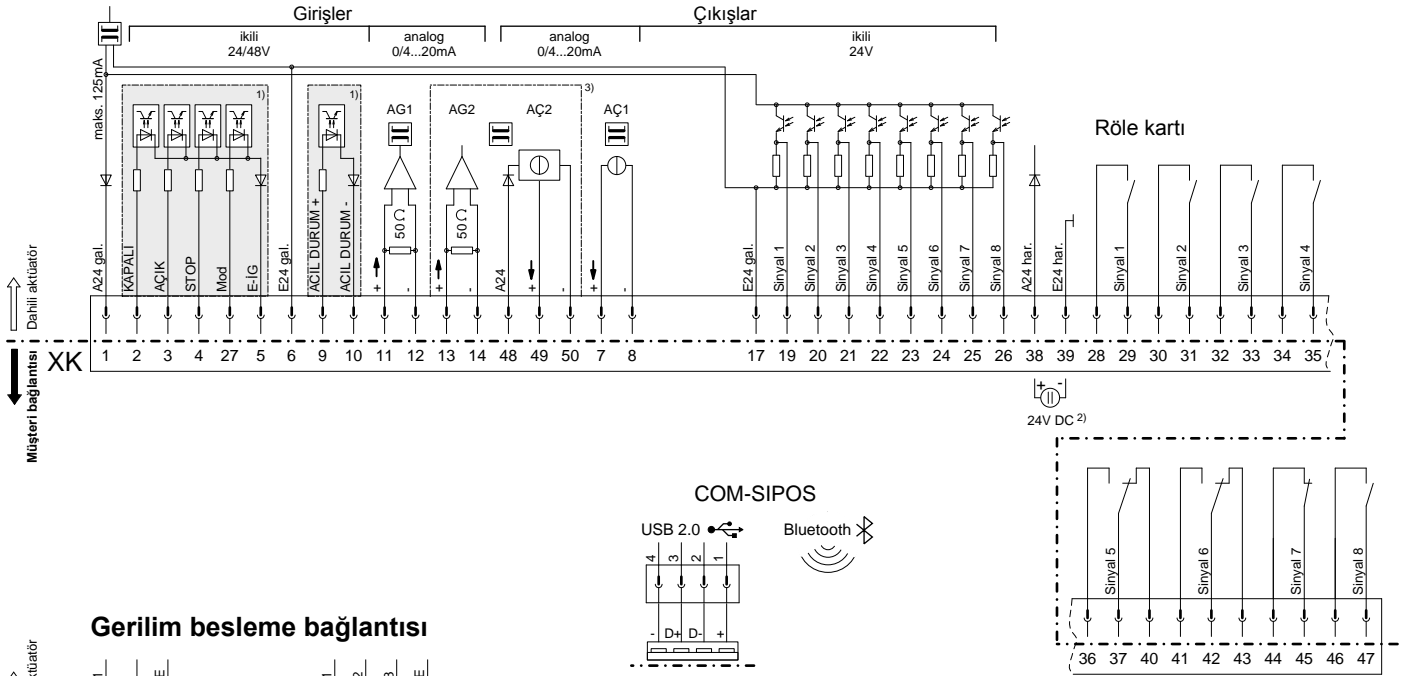 Girişler
Çıkışlar
ikili
24/48V
analog
0/4...20mA
analog
0/4...20mA
ikili
24V
maks. 125mA
1)
1)
3)
AG1
AG2
AÇ2
AÇ1
Röle kartı
50 Ω
50 Ω
A24 gal.
KAPALI
AÇIK
STOP
Mod
E-İG
E24 gal.
ACİL DURUM +
ACİL DURUM -
+
-
+
-
A24
+
-
+
-
E24 gal.
Sinyal 1
Sinyal 2
Sinyal 3
Sinyal 4
Sinyal 5
Sinyal 6
Sinyal 7
Sinyal 8
A24 har.
E24 har.
Sinyal 1
Sinyal 2
Sinyal 3
Sinyal 4
Dahili aktüatör
Müşteri bağlantısı
XK
1 2 3 4 27 5 6 9 10 11 12 13 14 48 49 50 7 8 17 19 20 21 22 23 24 25 26 38 39 28 29 30 31 32 33 34 35
+ -
24V DC 2)
COM-SIPOS
USB 2.0
Bluetooth
4 3 2 1
- D+ D- +
Sinyal 5
Sinyal 6
Sinyal 7
Sinyal 8
36 37 40 41 42 43 44 45 46 47
Gerilim besleme bağlantısı